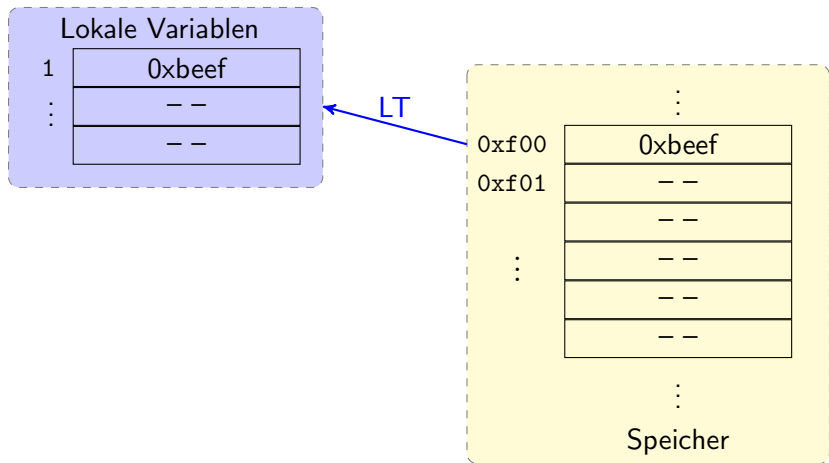 Lokale Variablen
1 0xbeef
⋮ – –
– –
LT
⋮
0xf00 0xbeef
0xf01 – –
– –
⋮ – –
– –
– –
⋮
Speicher